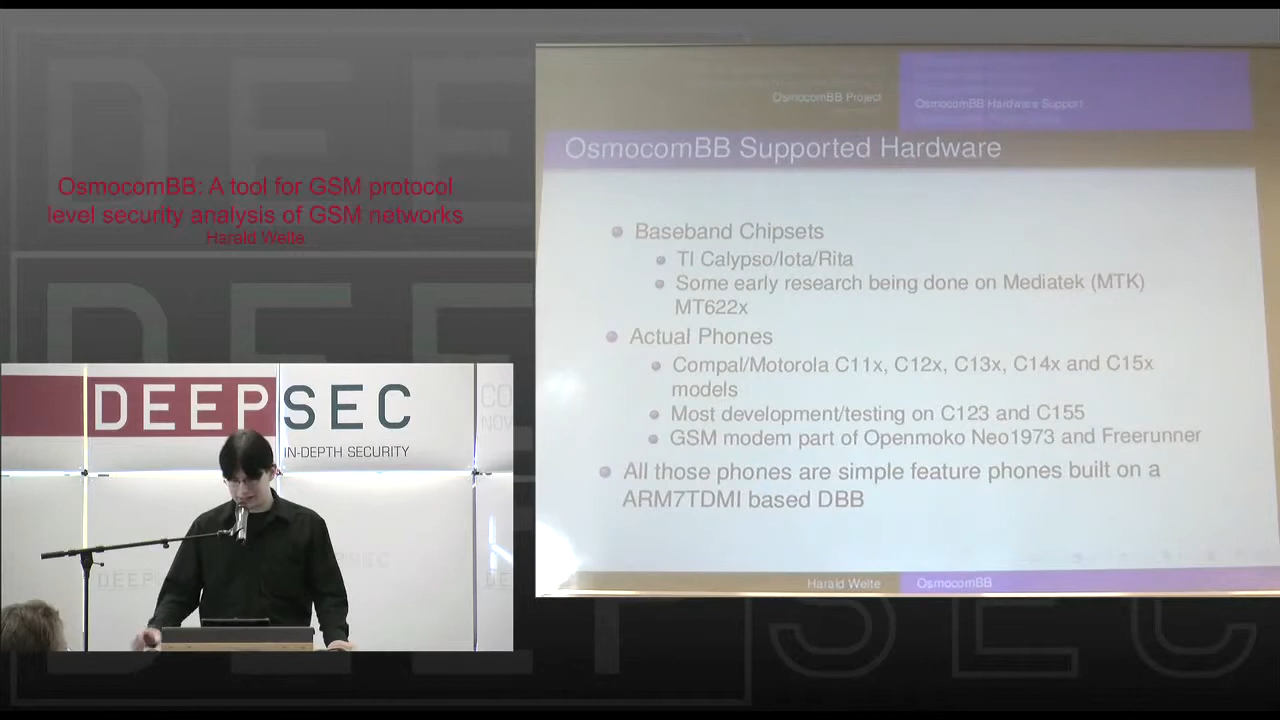 OsmocomBB: A tool for GSM protocol
level security analysis of GSM networks
Harald Welte
DEEPSEC
IN-DEPTH SECURITY
OsmocomBB Project
OsmocomBB Hardware Support
OsmocomBB Supported Hardware
Baseband Chipsets
TI Calypso/Iota/Rita
Some early research being done on Mediatek (MTK)
MT622x
Actual Phones
Compal/Motorola C11x, C12x, C13x, C14x and C15x
models
Most development/testing on C123 and C155
GSM modem part of Openmoko Neo1973 and Freerunner
All those phones are simple feature phones built on a
ARM7TDMI based DBB
Harald Welte
OsmocomBB